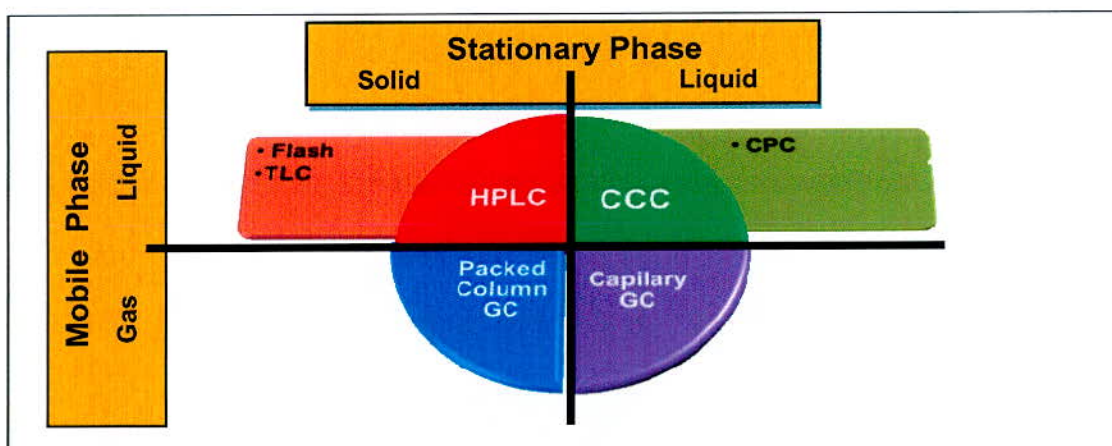 Stationary Phase
Solid Liquid
Mobile Phase
Liquid
Gas
• Flash
•TLC
HPLC
CCC
• CPC
Packed
Column
GC
Capilary
GC